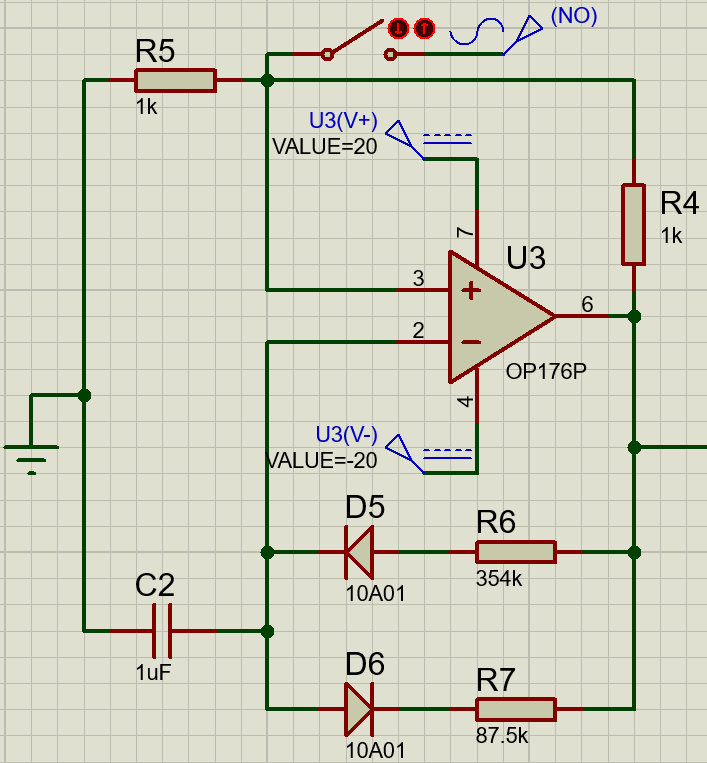 (NO)
R5
1k
U3(V+)
VALUE=20
R4
1k
7
U3
3
6
2
OP176P
4
U3(V-)
VALUE=-20
D5
R6
10A01
354k
C2
1uF
D6
R7
10A01
87.5k